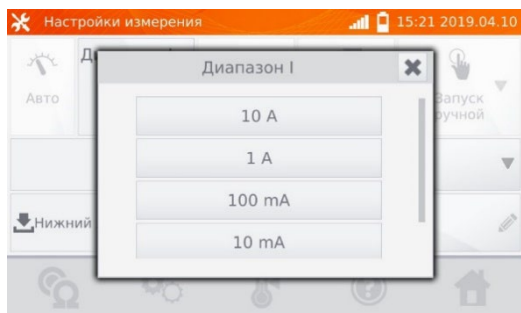 Настройки измерения 15:21 2019.04.10
Диапазон I
Авто
Запуск
ручной
10 A
1 A
100 mA
10 mA
Нижний